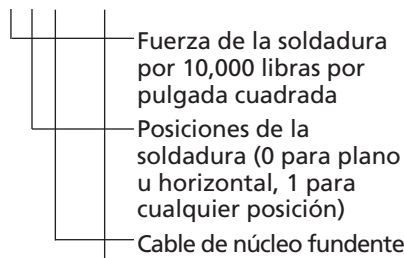 Fuerza de la soldadura
por 10,000 libras por
pulgada cuadrada
Posiciones de la
soldadura (0 para plano
u horizontal, 1 para
cualquier posición)
Cable de núcleo fundente